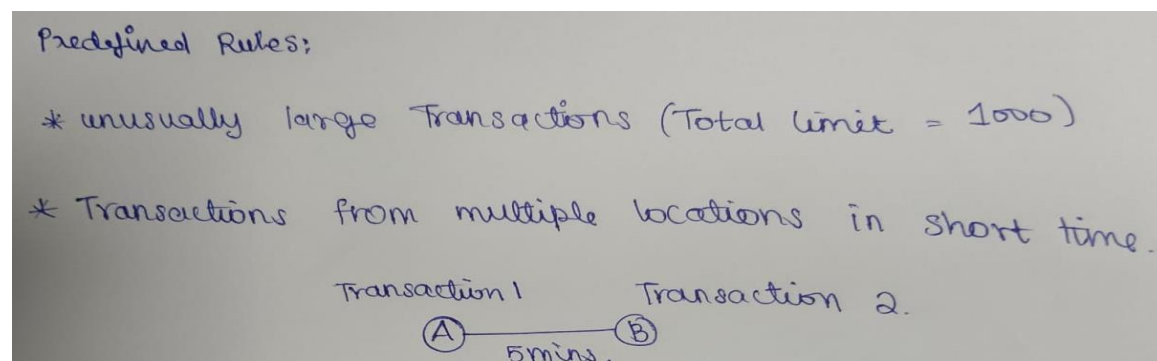 Predefined Rules:
* unusually large Transactions (Total limit = 1000)
* Transactions from multiple locations in short time.
Transaction 1 Transaction 2.
A B
5mins.